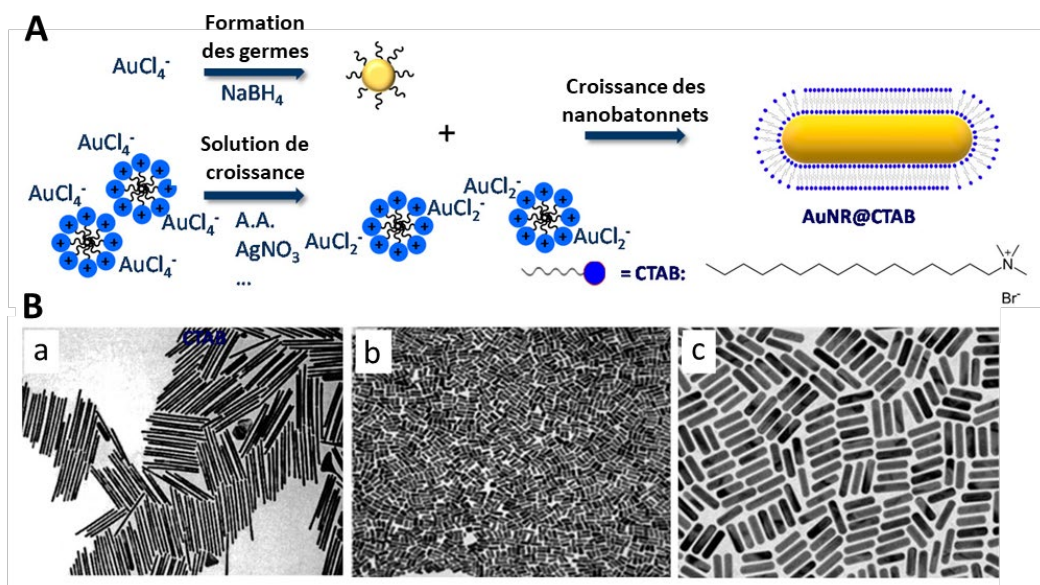 A
Formation
des germes
AuCl₄⁻
NaBH₄
Croissance des
nanobatonnets
+
AuCl₄⁻
Solution de
croissance
AuCl₄⁻
AuCl₄⁻
AuCl₄⁻
A.A.
AgNO₃
...
AuCl₂⁻
AuCl₂⁻
AuCl₂⁻
AuCl₂⁻
AuNR@CTAB
= CTAB:
N⁺
Br⁻
B
a
CTAB
b
c